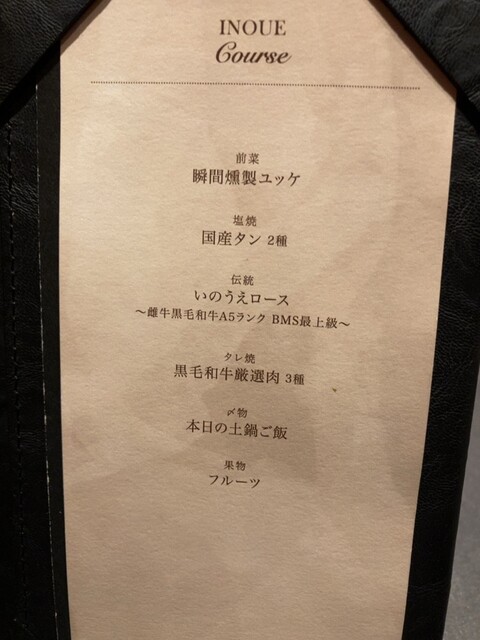 INOUE
Course
前菜
瞬間燻製ユッケ
塩焼
国産タン 2種
伝統
いのうえロース
～雌牛黒毛和牛A5ランク BMS最上級～
タレ焼
黒毛和牛厳選肉 3種
〆物
本日の土鍋ご飯
果物
フルーツ